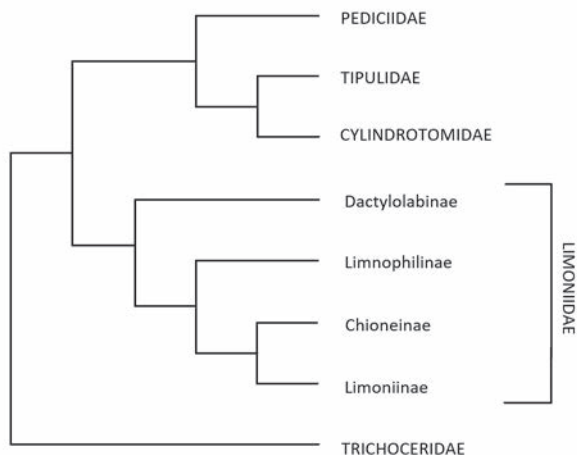 PEDICIIDAE
TIPULIDAE
CYLINDROTOMIDAE
Dactylolabinae
Limnophilinae
Chioneinae
Limoniinae
LIMONIIDAE
TRICHOCERIDAE